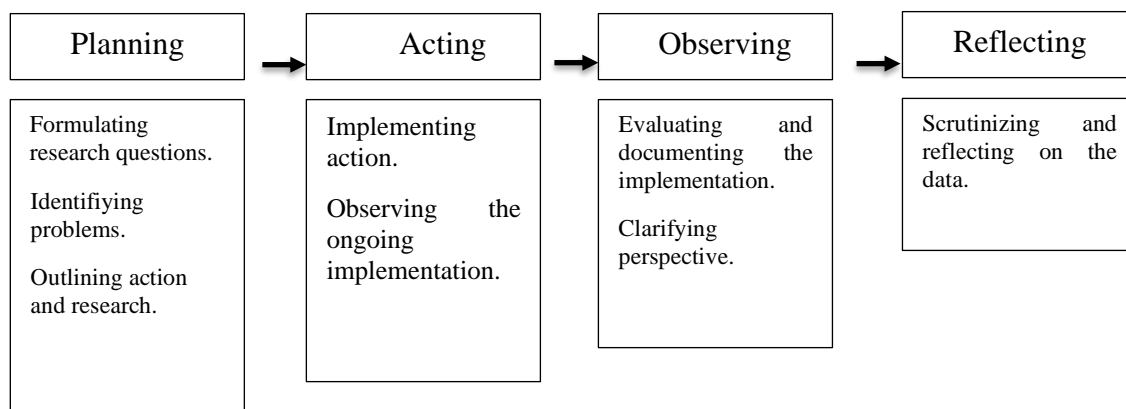 Planning
Acting
Observing
Reflecting
Formulating
research questions.
Identifiying
problems.
Outlining action
and research.
Implementing
action.
Observing the
ongoing
implementation.
Evaluating and
documenting the
implementation.
Clarifying
perspective.
Scrutinizing and
reflecting on the
data.